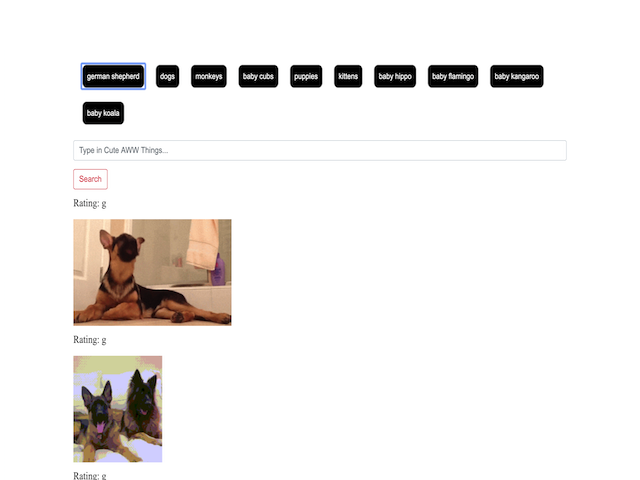 german shepherd dogs monkeys baby cubs puppies kittens baby hippo baby flamingo baby kangaroo
baby koala
Type in Cute AWW Things...
Search
Rating: g
Rating: g
Rating: g